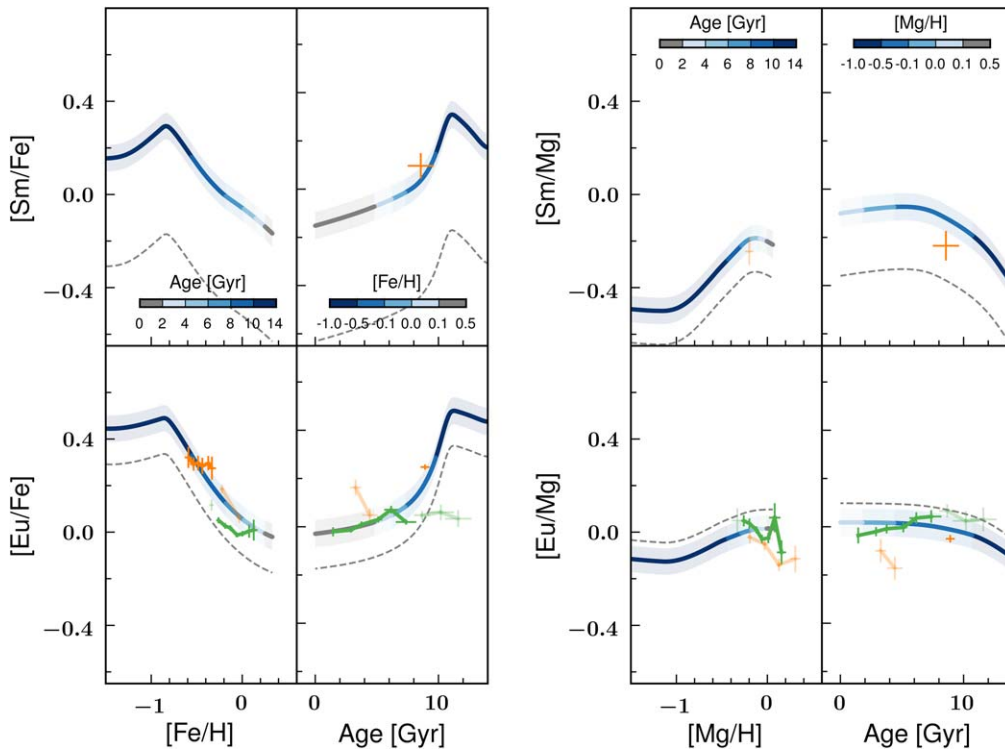 Age [Gyr]
0 2 4 6 8 10 14
[Mg/H]
-1.0 -0.5 -0.1 0.0 0.1 0.5
[Sm/Fe]
0.4
0.0
−0.4
Age [Gyr]
0 2 4 6 8 10 14
[Fe/H]
-1.0 -0.5 -0.1 0.0 0.1 0.5
[Sm/Mg]
0.4
0.0
−0.4
[Eu/Fe]
0.4
0.0
−0.4
[Eu/Mg]
0.4
0.0
−0.4
−1 0 0 10
−1 0 0 10
[Fe/H] Age [Gyr]
[Mg/H] Age [Gyr]